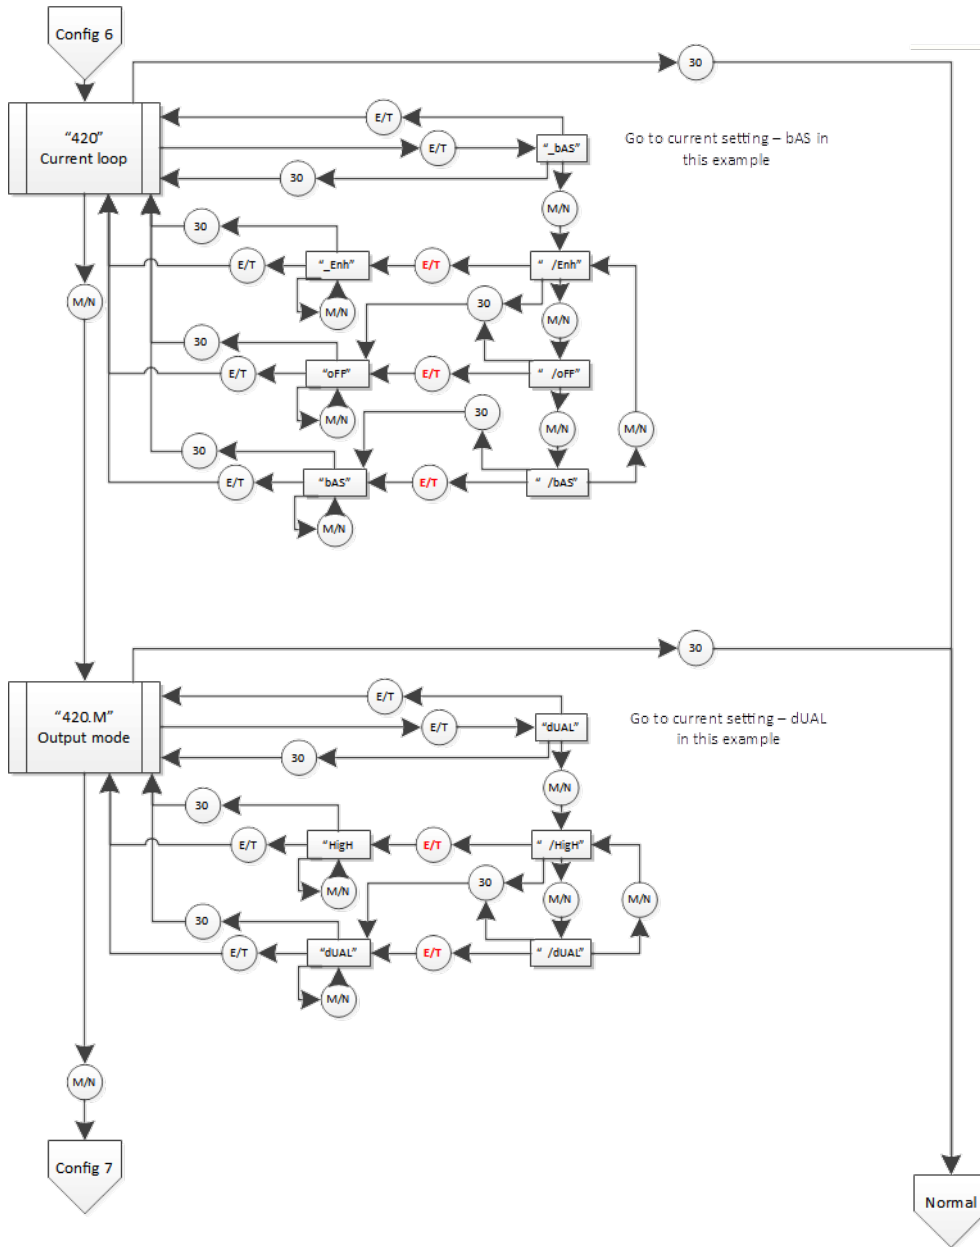 Config 6
30
"420"
Current loop
E/T
E/T
"_bAS"
Go to current setting – bAS in
this example
30
M/N
30
E/T
"_Enh"
E/T
" /Enh"
M/N
M/N
30
M/N
30
E/T
"oFF"
E/T
" /oFF"
M/N
30
M/N
M/N
30
E/T
"bAS"
E/T
" /bAS"
M/N
30
"420.M"
Output mode
E/T
E/T
"dUAL"
Go to current setting – dUAL
in this example
30
M/N
30
E/T
"HigH
E/T
" /HigH"
M/N
30
M/N
M/N
30
E/T
"dUAL"
E/T
" /dUAL"
M/N
M/N
Config 7
Normal